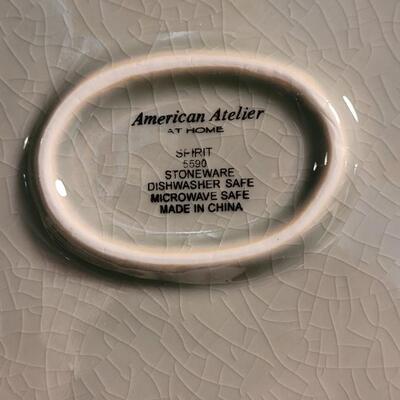 American Atelier
AT HOME
SPIRIT
5590
STONEWARE
DISHWASHER SAFE
MICROWAVE SAFE
MADE IN CHINA